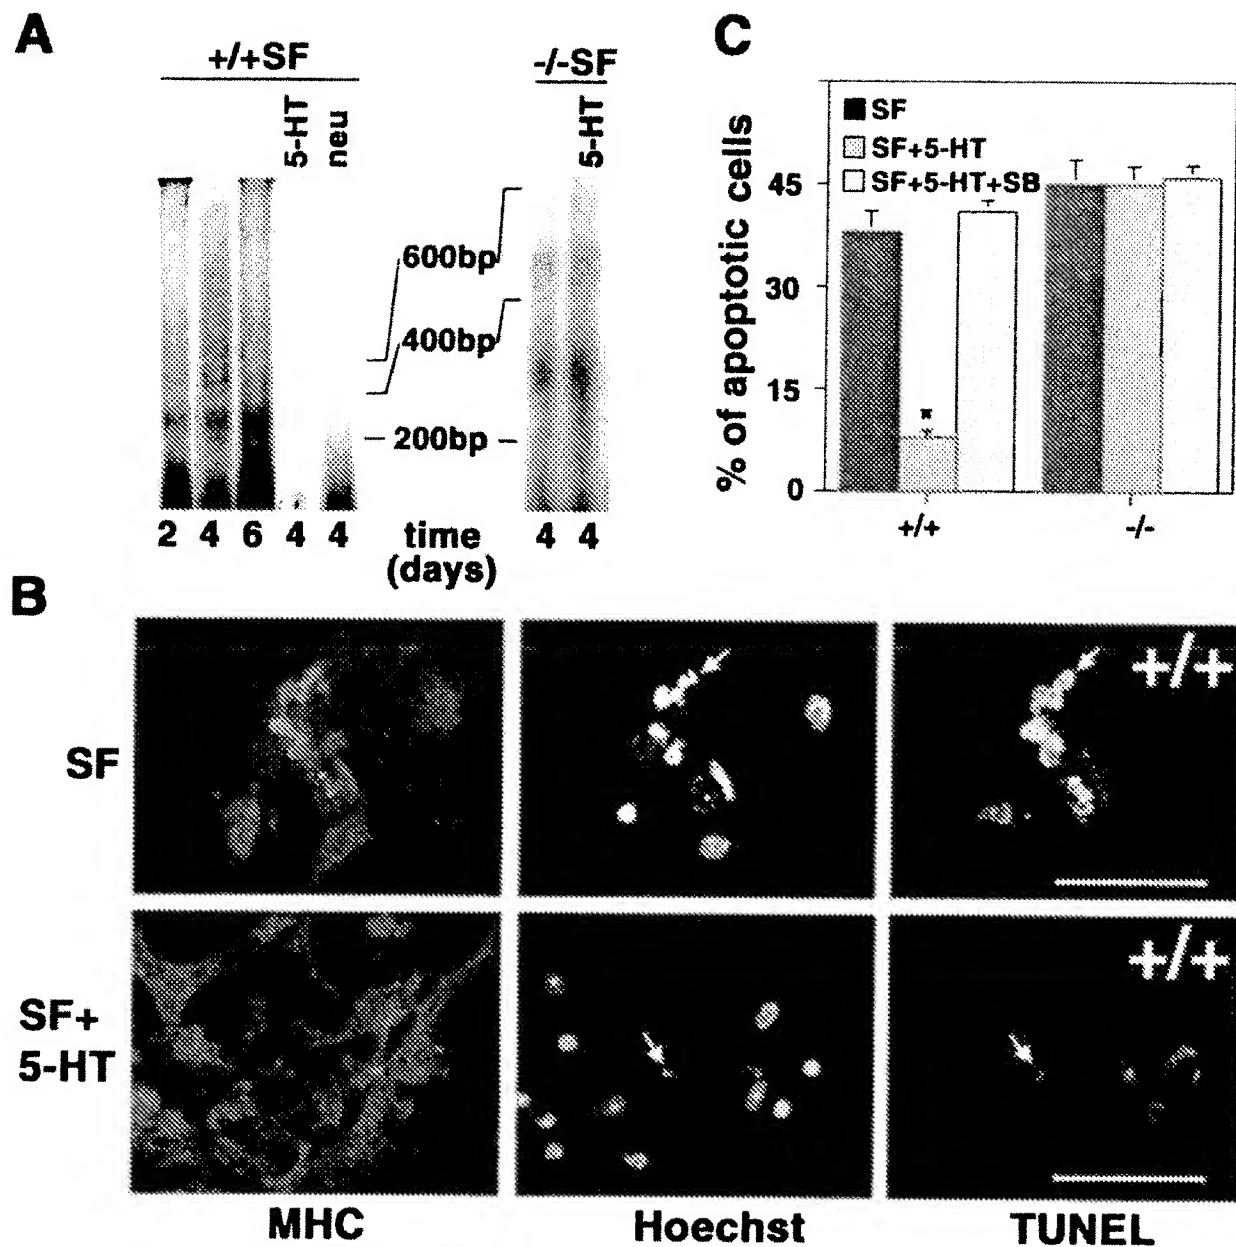 A
+/+SF
5-HT
neu
-/-SF
5-HT
600bp
400bp
200bp
2 4 6 4 4 time (days) 4 4
C
% of apoptotic cells
SF
SF+5-HT
SF+5-HT+SB
45
30
15
0
*
+/+
-/-
B
SF
+/+
SF+
5-HT
+/+
MHC Hoechst TUNEL